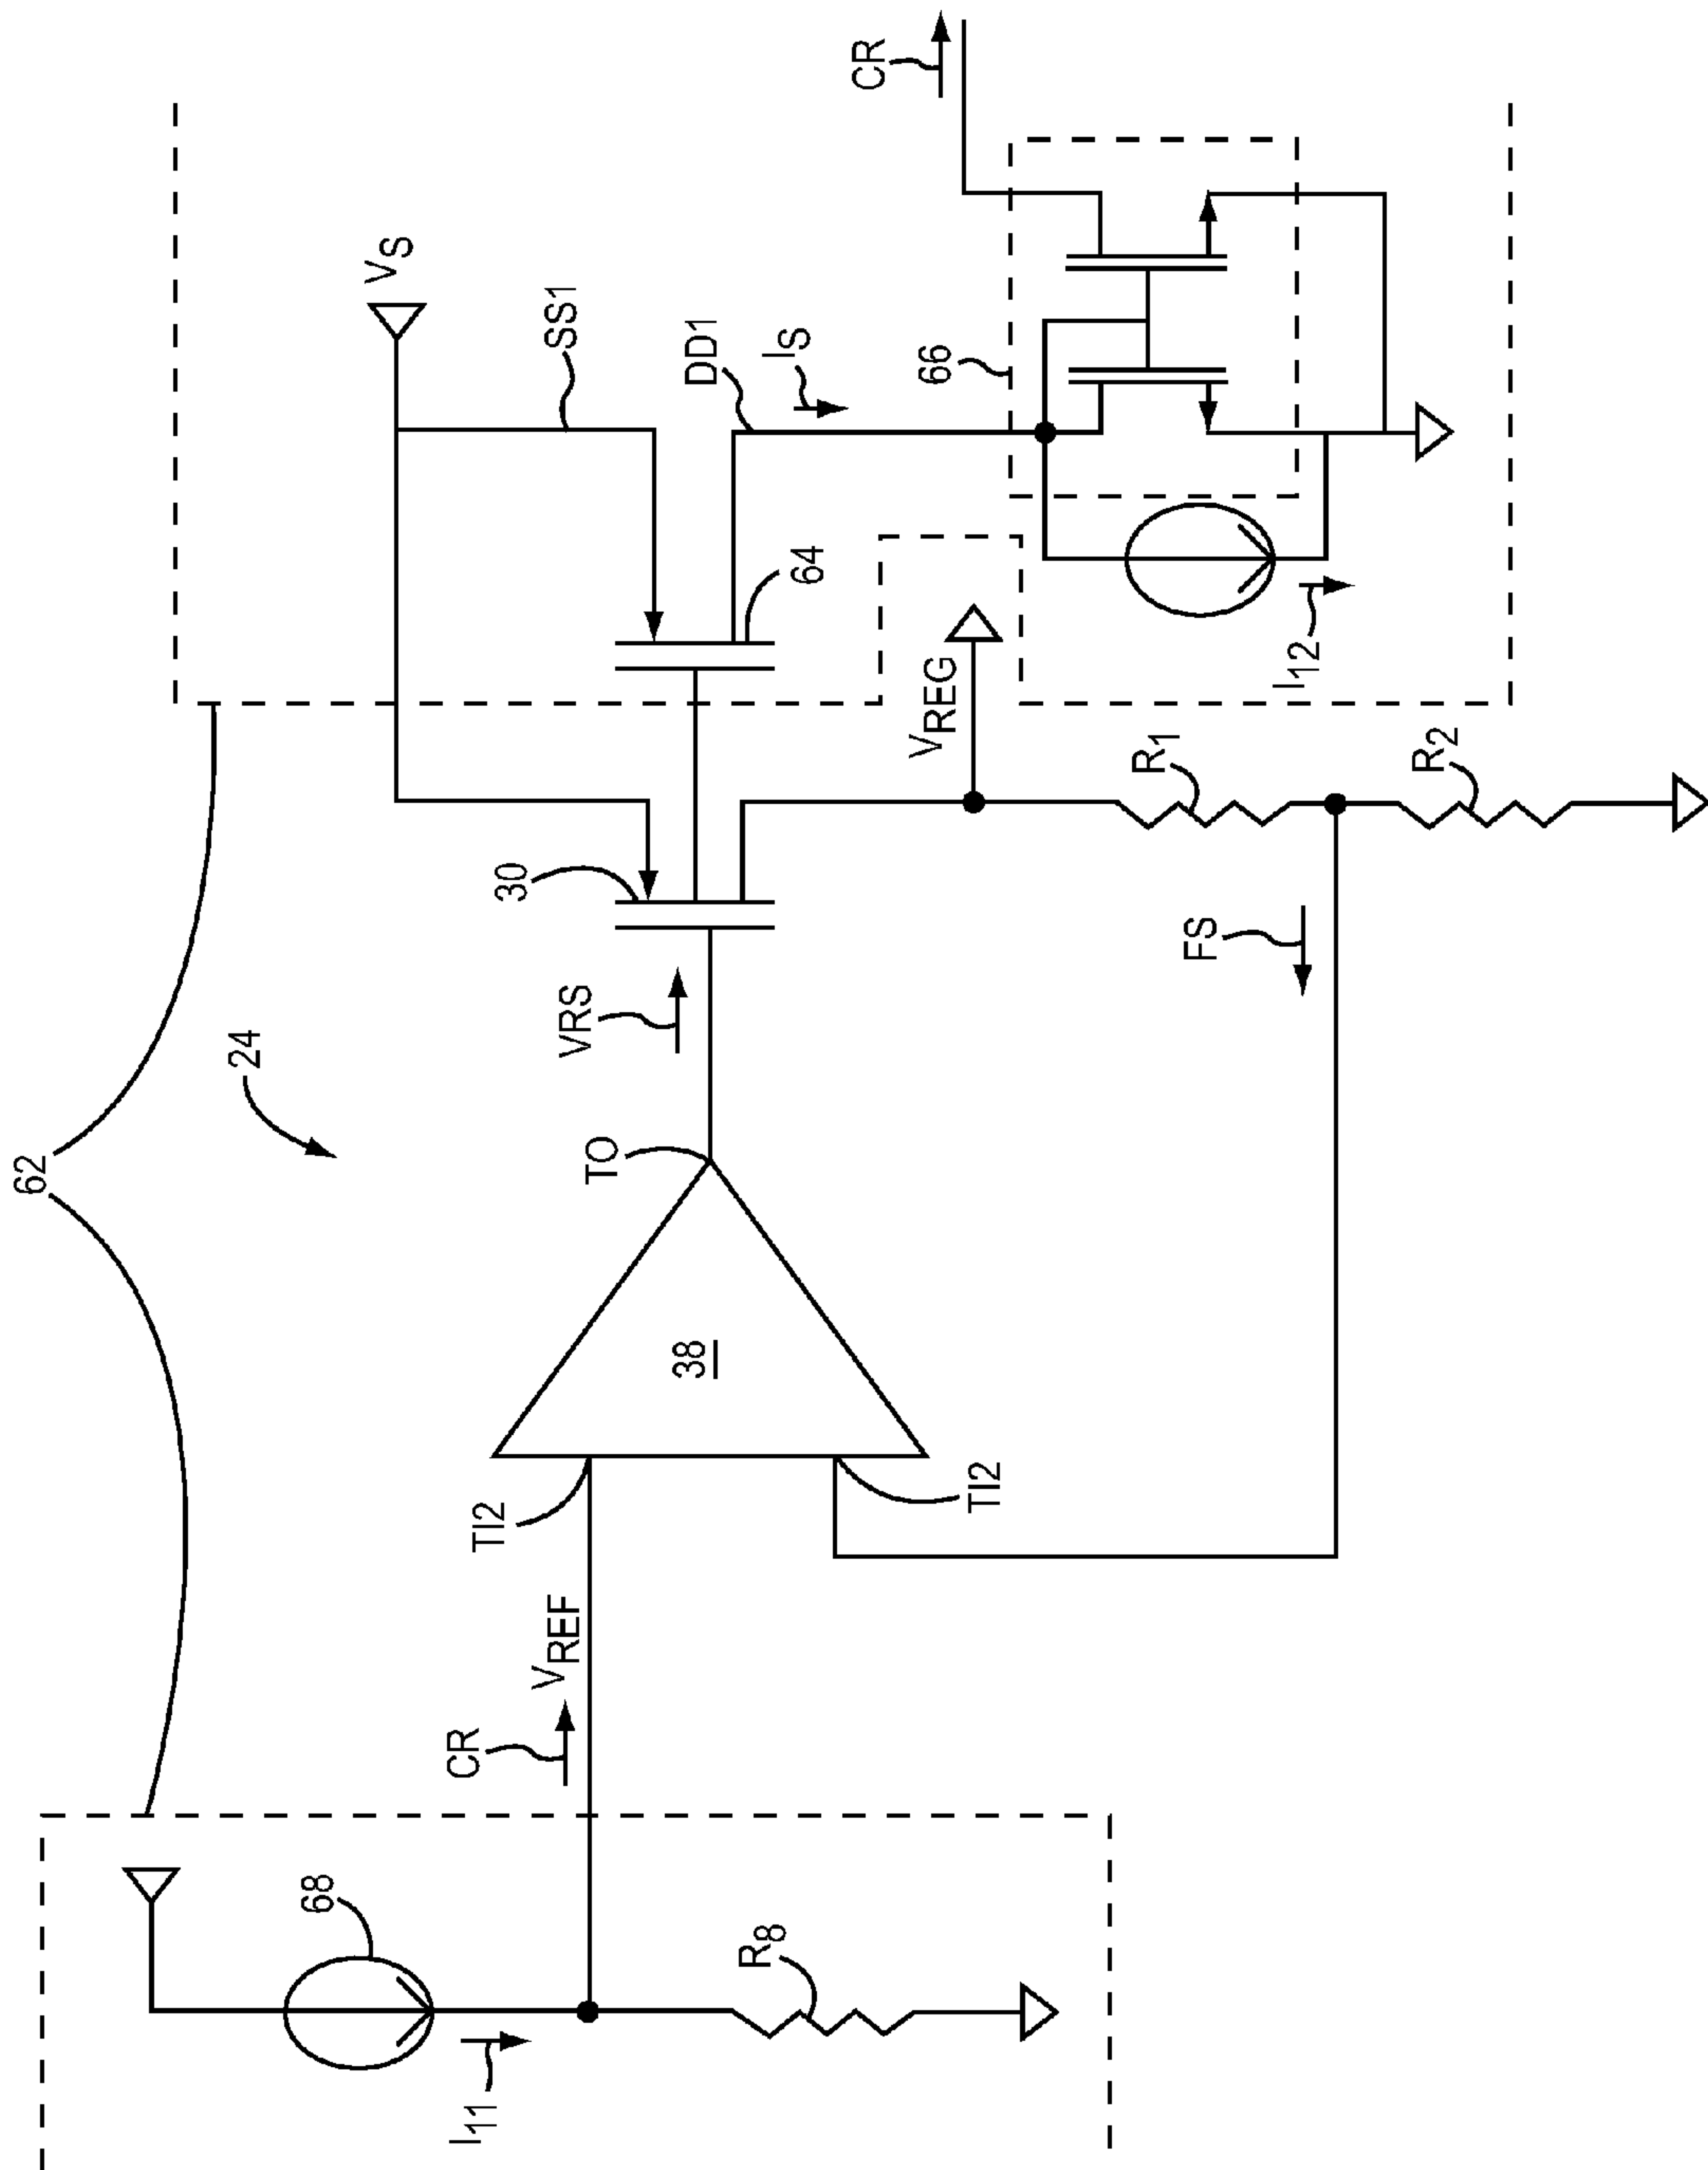 62
24
68
I11
R8
CR
VREF
TI2
TI2
38
TO
VRS
30
FS
VS
SS1
DD1
IS
64
VREG
R1
R2
66
I12
CR